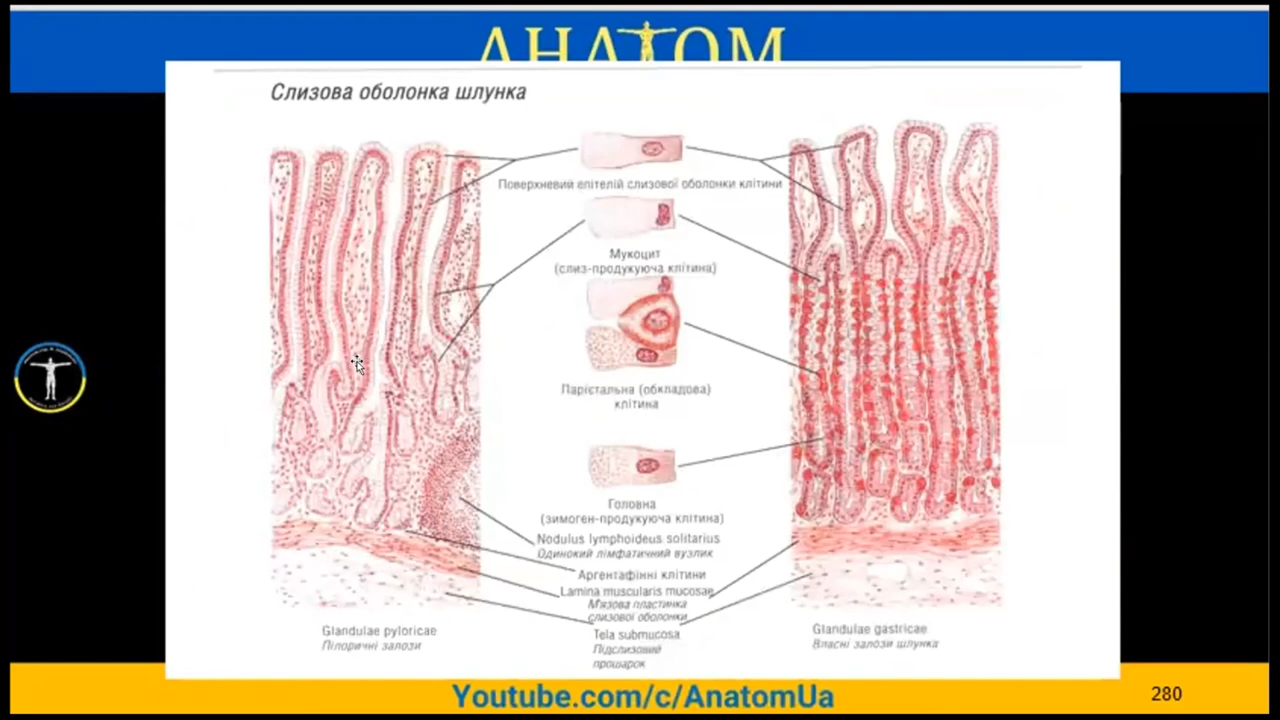 АНАТОМ
Слизова оболонка шлунка
Поверхневий епітелій слизової оболонки клітини
Мукоцит
(слиз-продукуюча клітина)
Парієтальна (обкладова)
клітина
Головна
(зимоген-продукуюча клітина)
Nodulus lymphoideus solitarius
Одинокий лімфатичний вузлик
Аргентафінні клітини
Lamina muscularis mucosae
М'язова пластинка
слизової оболонки
Tela submucosa
Підслизовий
прошарок
Glandulae pyloricae
Пілоричні залози
Glandulae gastricae
Власні залози шлунка
Youtube.com/c/AnatomUa
280